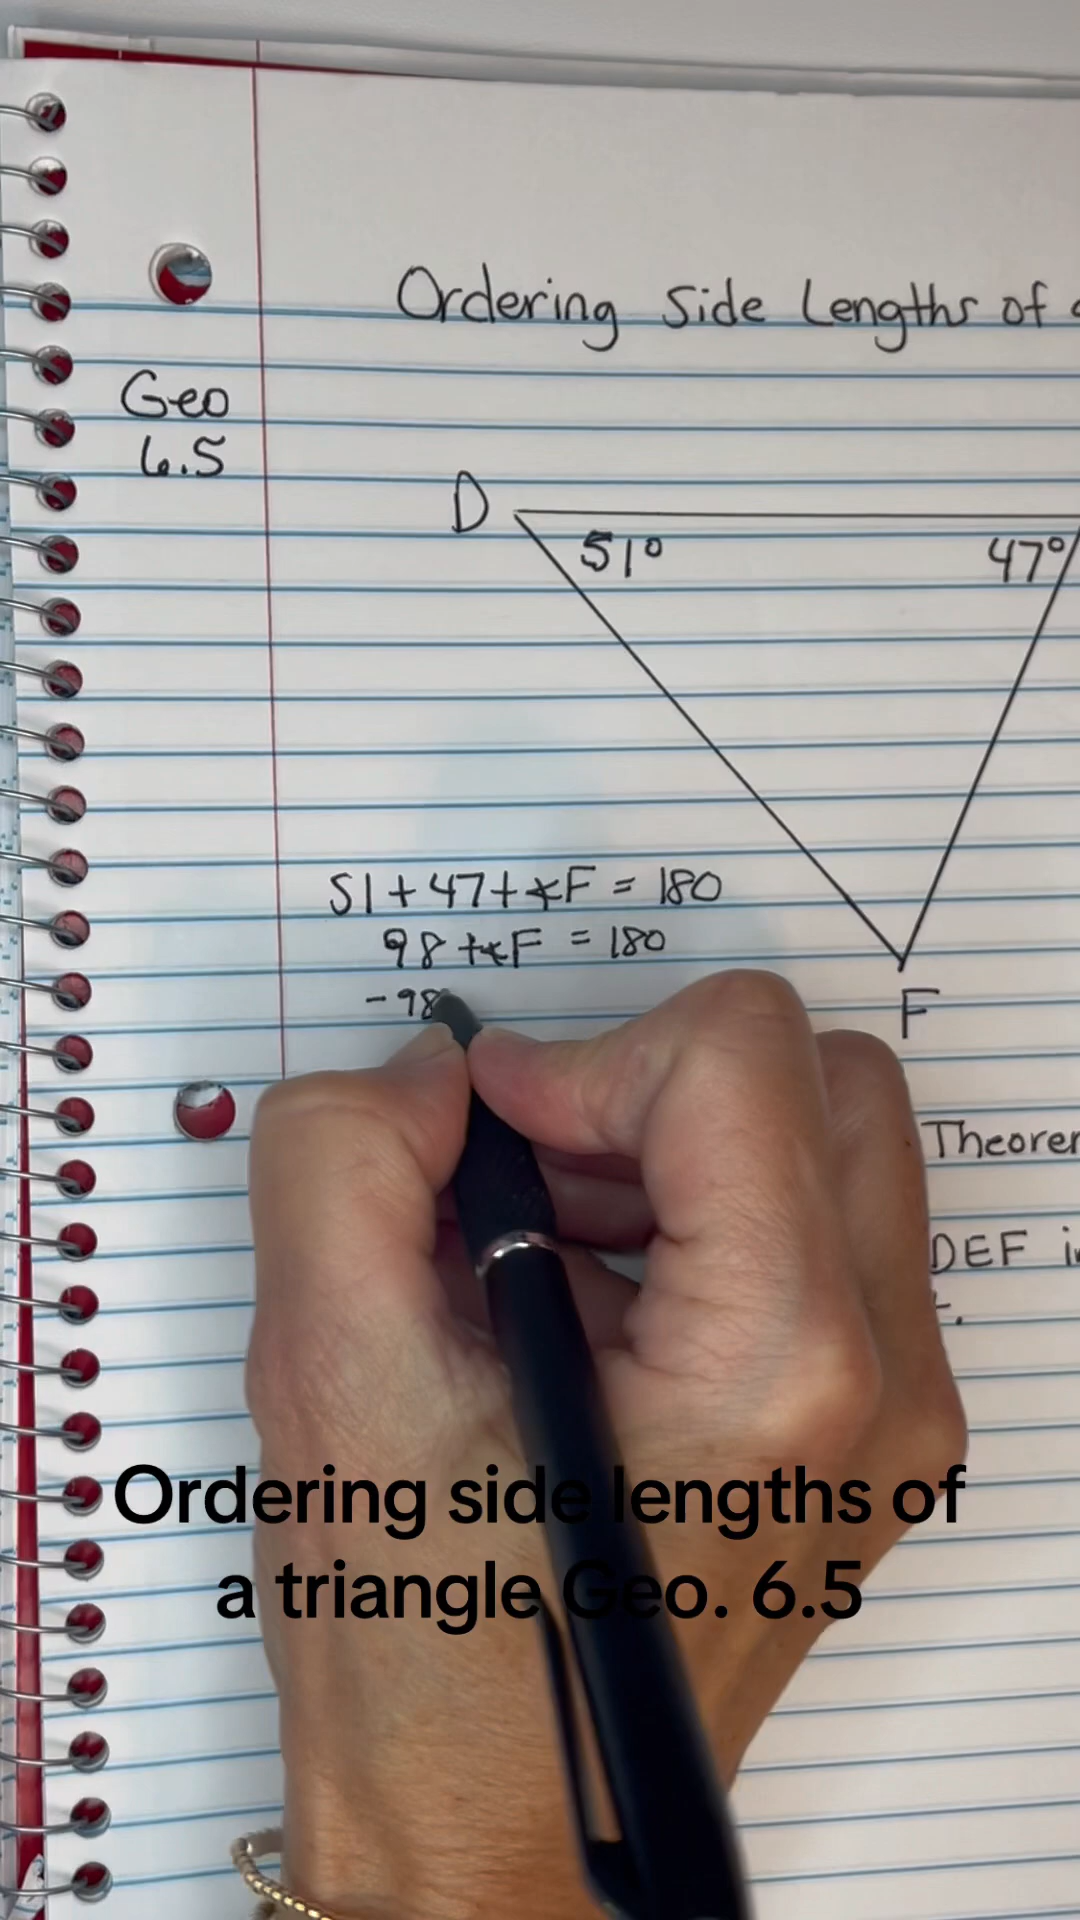 Ordering Side Lengths of
Geo
6.5
D
51°
47°
51+47+∡F = 180
98+∡F = 180
-98
F
DEF
t.
Ordering side lengths of
a triangle Geo. 6.5